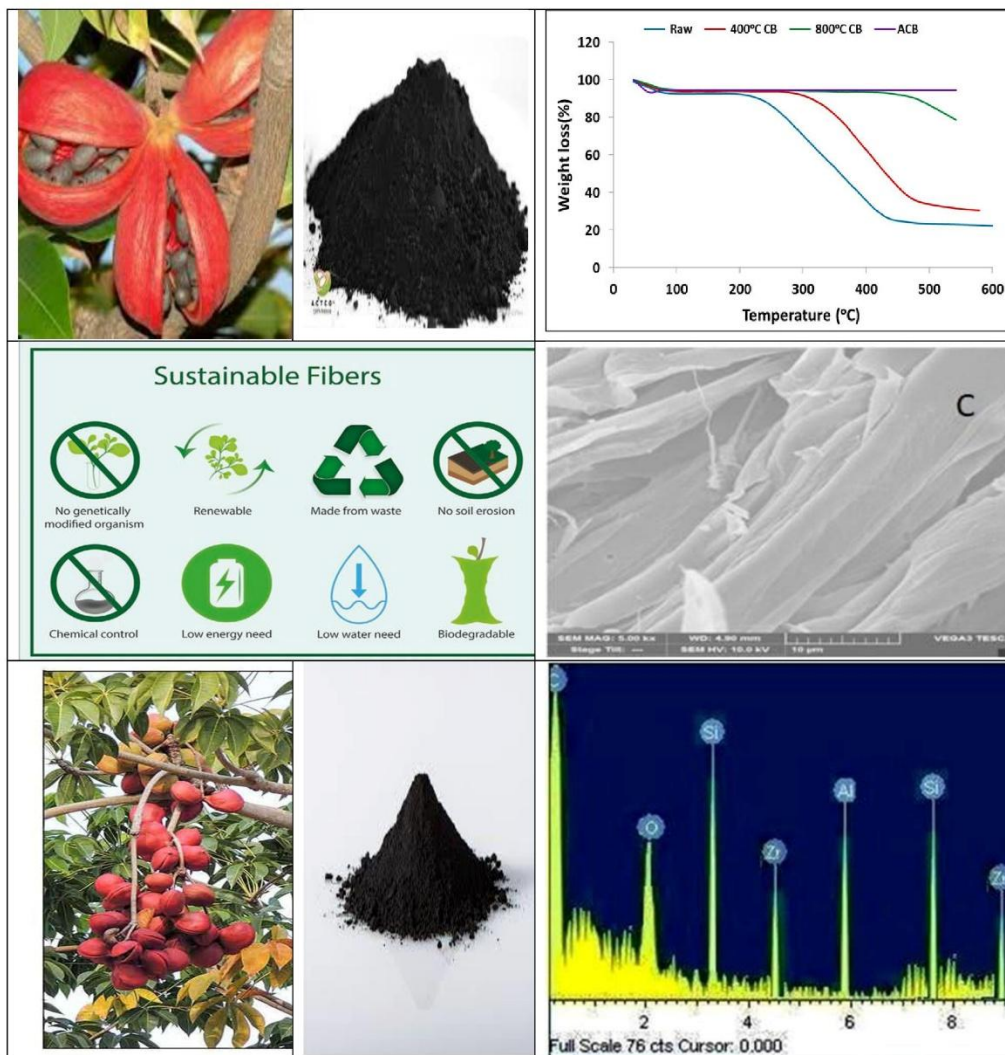 Raw 400ºC CB 800ºC CB ACB
120
100
80
60
40
20
0
Weight loss(%)
0 100 200 300 400 500 600
Temperature (ºC)
ACTCO
Sustainable Fibers
No genetically
modified organism
Renewable
Made from waste
No soil erosion
Chemical control
Low energy need
Low water need
Biodegradable
C
SEM MAG: 5.00 kx WD: 4.90 mm VEGA3 TESC
Stage Tilt: --- SEM HV: 10.0 kV 10 µm
C
O
Si
Zr
Al
Si
2 4 6 8
Full Scale 76 cts Cursor: 0.000